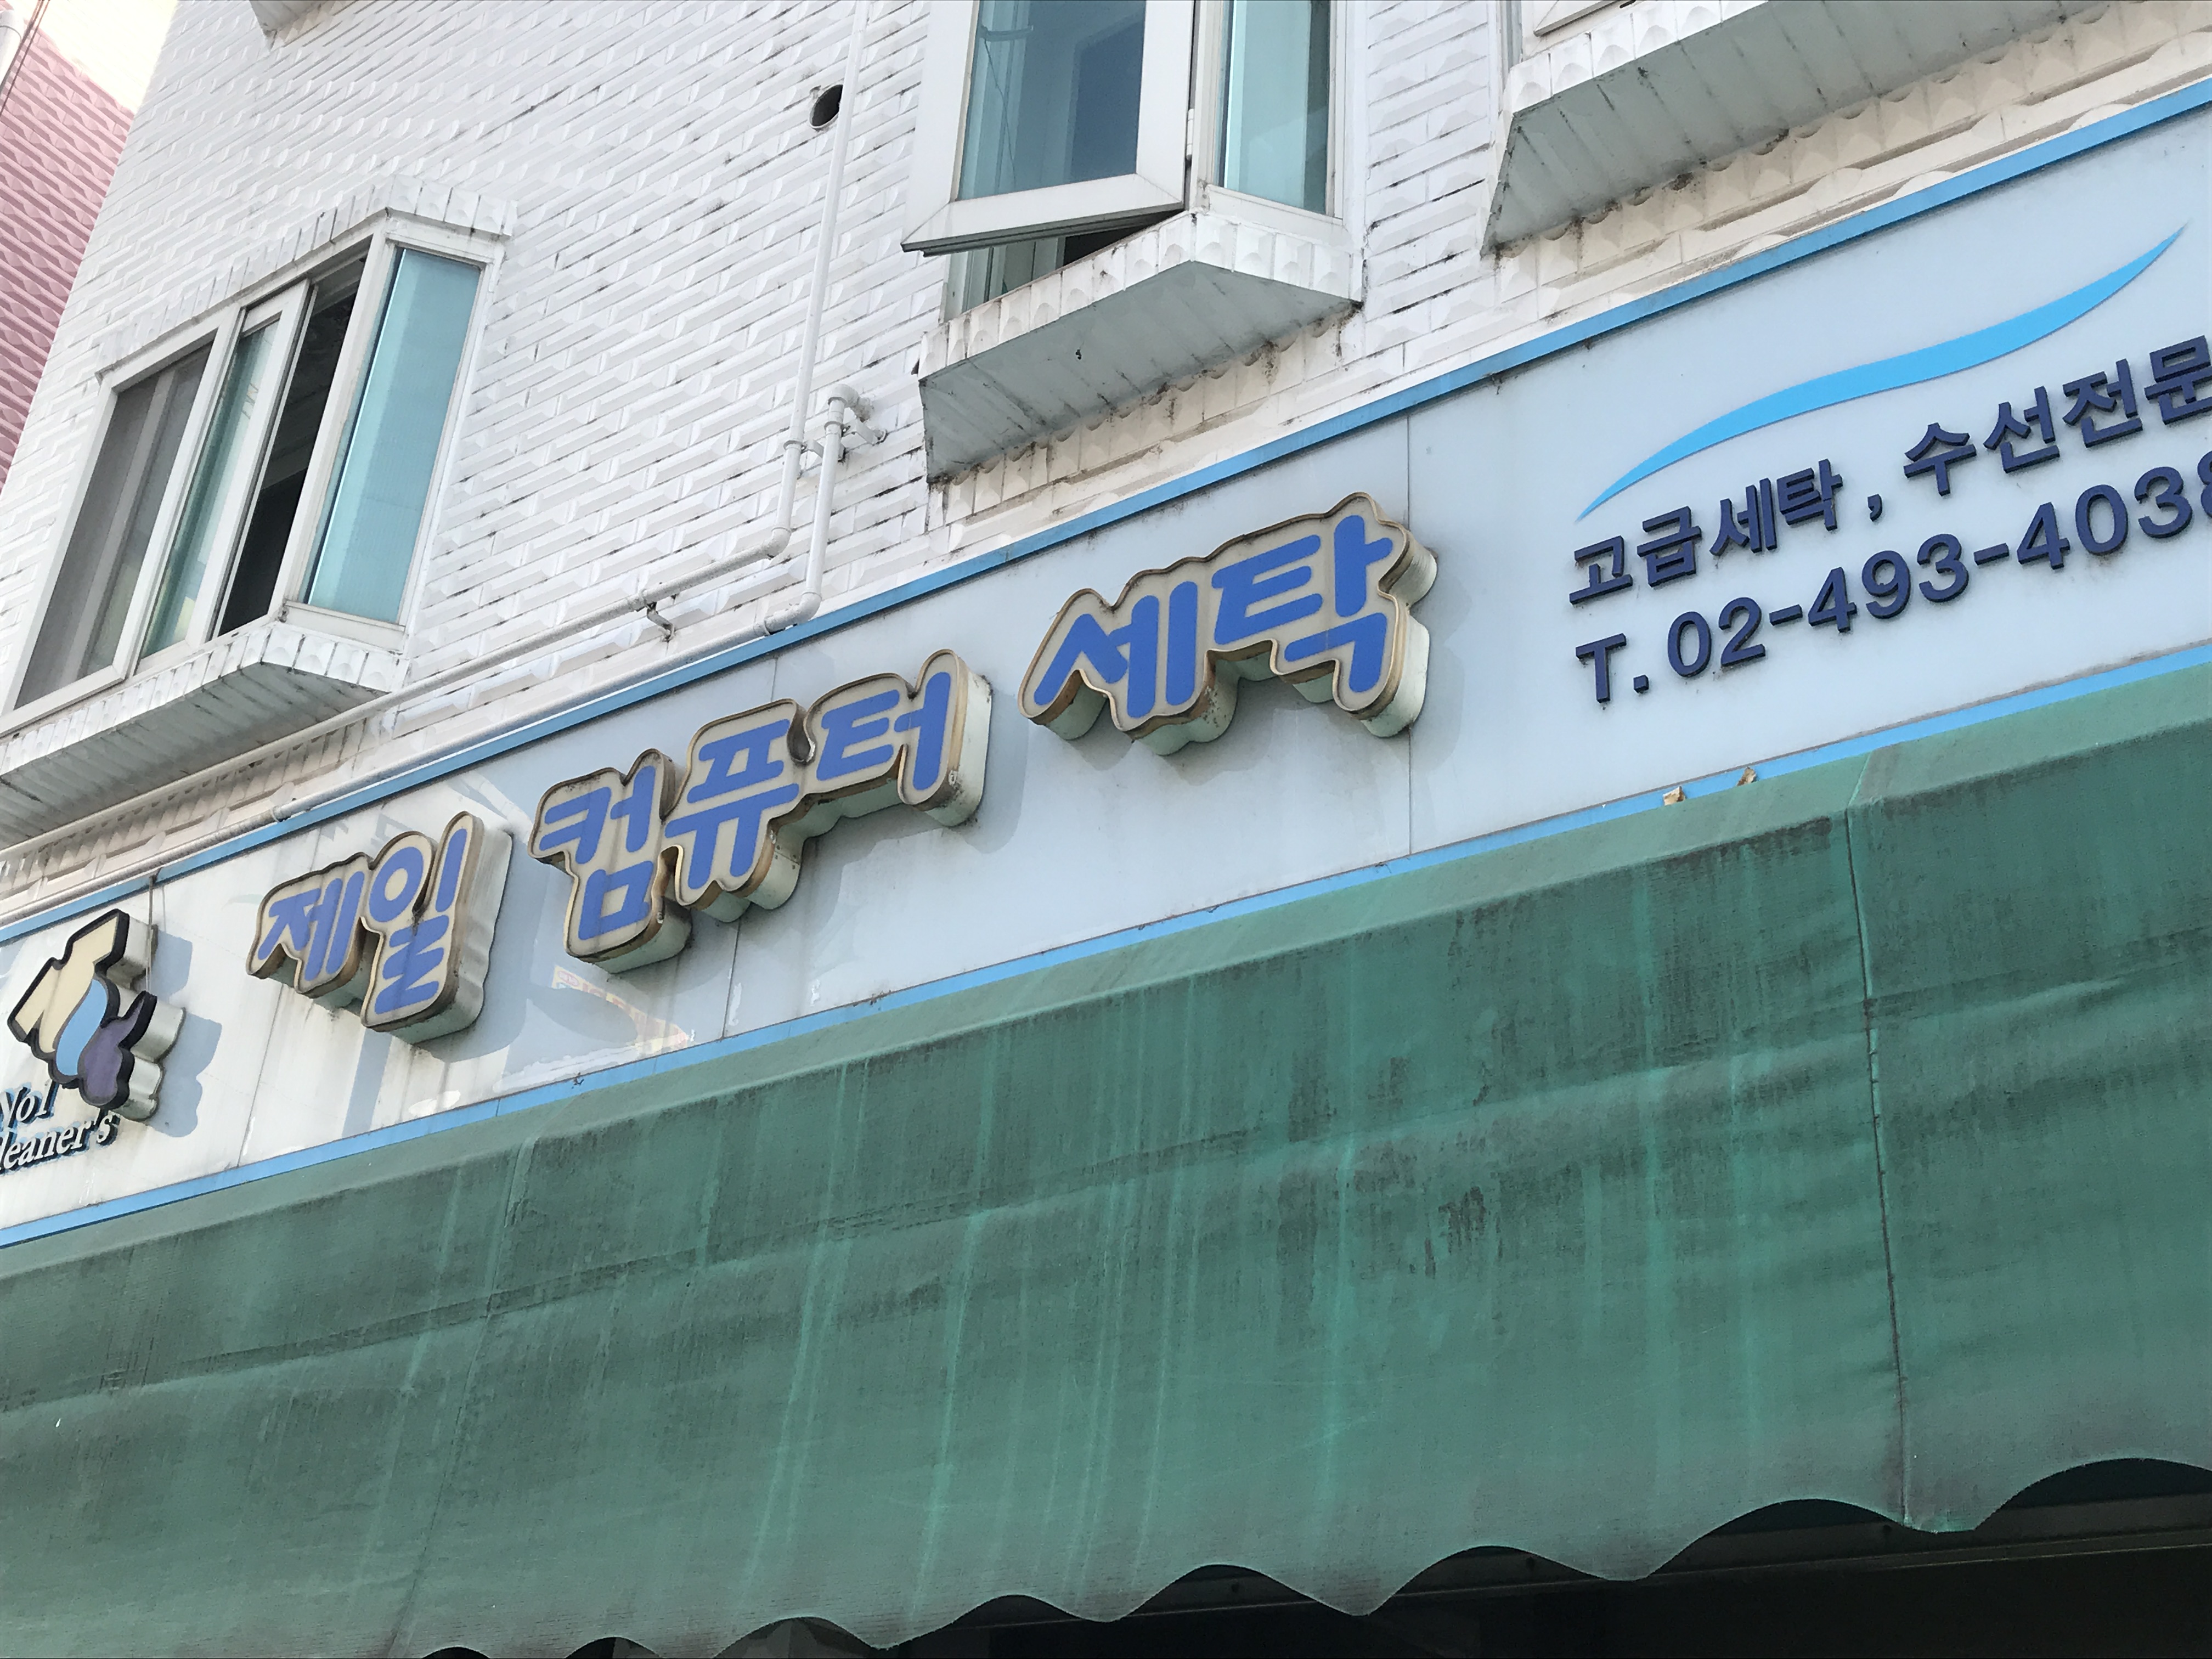 No1
Cleaner's
제일 컴퓨터 세탁
고급세탁, 수선전문
T. 02-493-4038